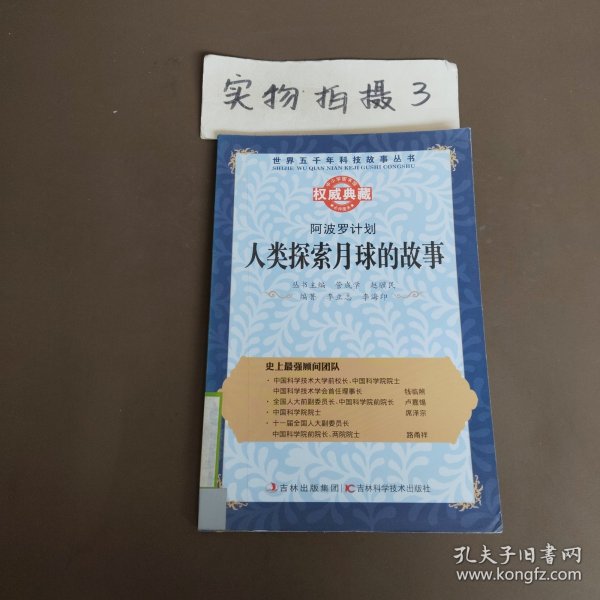 实物拍摄3
世界五千年科技故事丛书
SHIJIE WU QIAN NIAN KEJI GUSHI CONGSHU
权威典藏
阿波罗计划
人类探索月球的故事
丛书主编 管成学 赵骥民
编著 李正志 李海印
史上最强顾问团队
· 中国科学技术大学前校长、中国科学院院士
中国科学技术学会首任理事长 钱临照
· 全国人大前副委员长、中国科学院前院长 卢嘉锡
· 中国科学院院士 席泽宗
· 十一届全国人大副委员长
中国科学院前院长、两院院士 路甬祥
吉林出版集团 吉林科学技术出版社
孔夫子旧书网
www.kongfz.com